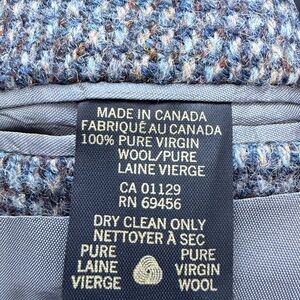 MADE IN CANADA
FABRIQUÉ AU CANADA
100% PURE VIRGIN
WOOL/PURE
LAINE VIERGE
CA 01129
RN 69456
DRY CLEAN ONLY
NETTOYER À SEC
PURE LAINE VIERGE
PURE VIRGIN WOOL